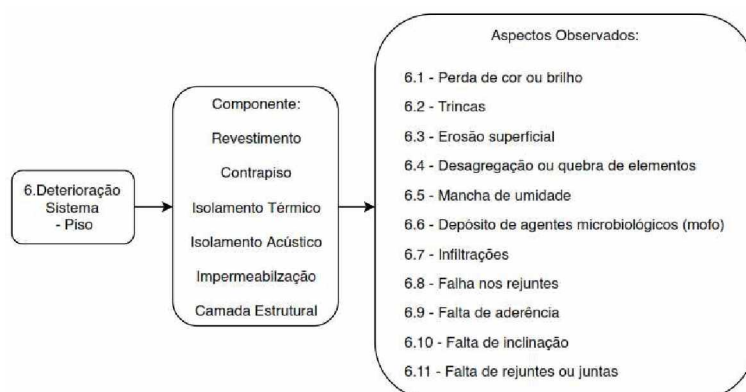 6.Deterioração
Sistema
- Piso
Componente:
Revestimento
Contrapiso
Isolamento Térmico
Isolamento Acústico
Impermeabilzação
Camada Estrutural
Aspectos Observados:
6.1 - Perda de cor ou brilho
6.2 - Trincas
6.3 - Erosão superficial
6.4 - Desagregação ou quebra de elementos
6.5 - Mancha de umidade
6.6 - Depósito de agentes microbiológicos (mofo)
6.7 - Infiltrações
6.8 - Falha nos rejuntes
6.9 - Falta de aderência
6.10 - Falta de inclinação
6.11 - Falta de rejuntes ou juntas